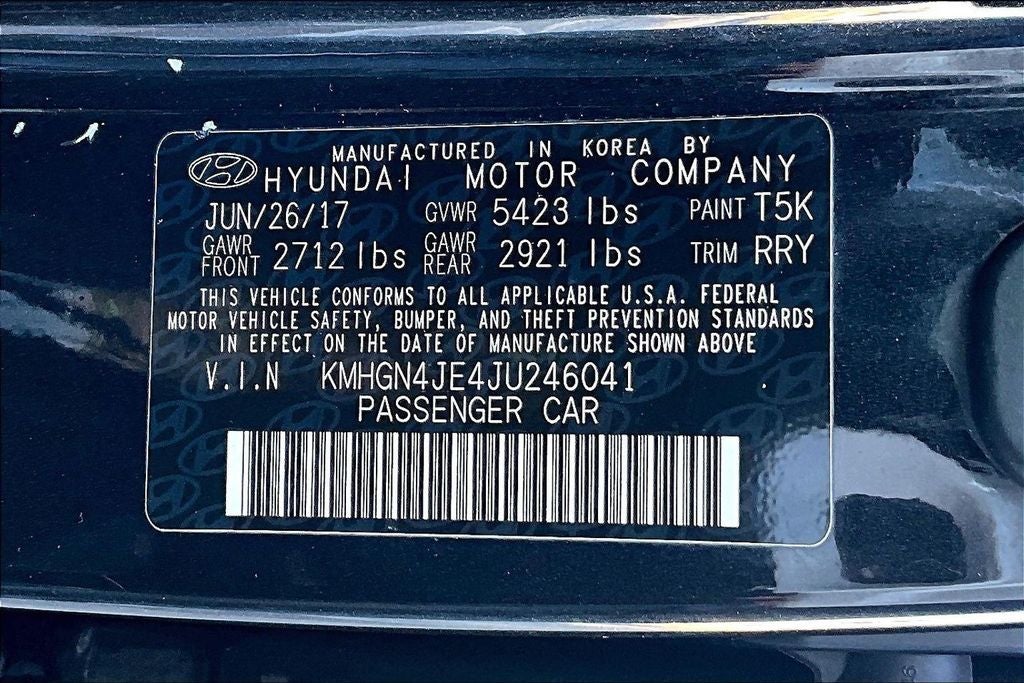 MANUFACTURED IN KOREA BY
HYUNDAI MOTOR COMPANY
JUN/26/17 GVWR 5423 lbs PAINT T5K
GAWR FRONT 2712 lbs GAWR REAR 2921 lbs TRIM RRY
THIS VEHICLE CONFORMS TO ALL APPLICABLE U.S.A. FEDERAL
MOTOR VEHICLE SAFETY, BUMPER, AND THEFT PREVENTION STANDARDS
IN EFFECT ON THE DATE OF MANUFACTURE SHOWN ABOVE
V.I.N KMHGN4JE4JU246041
PASSENGER CAR